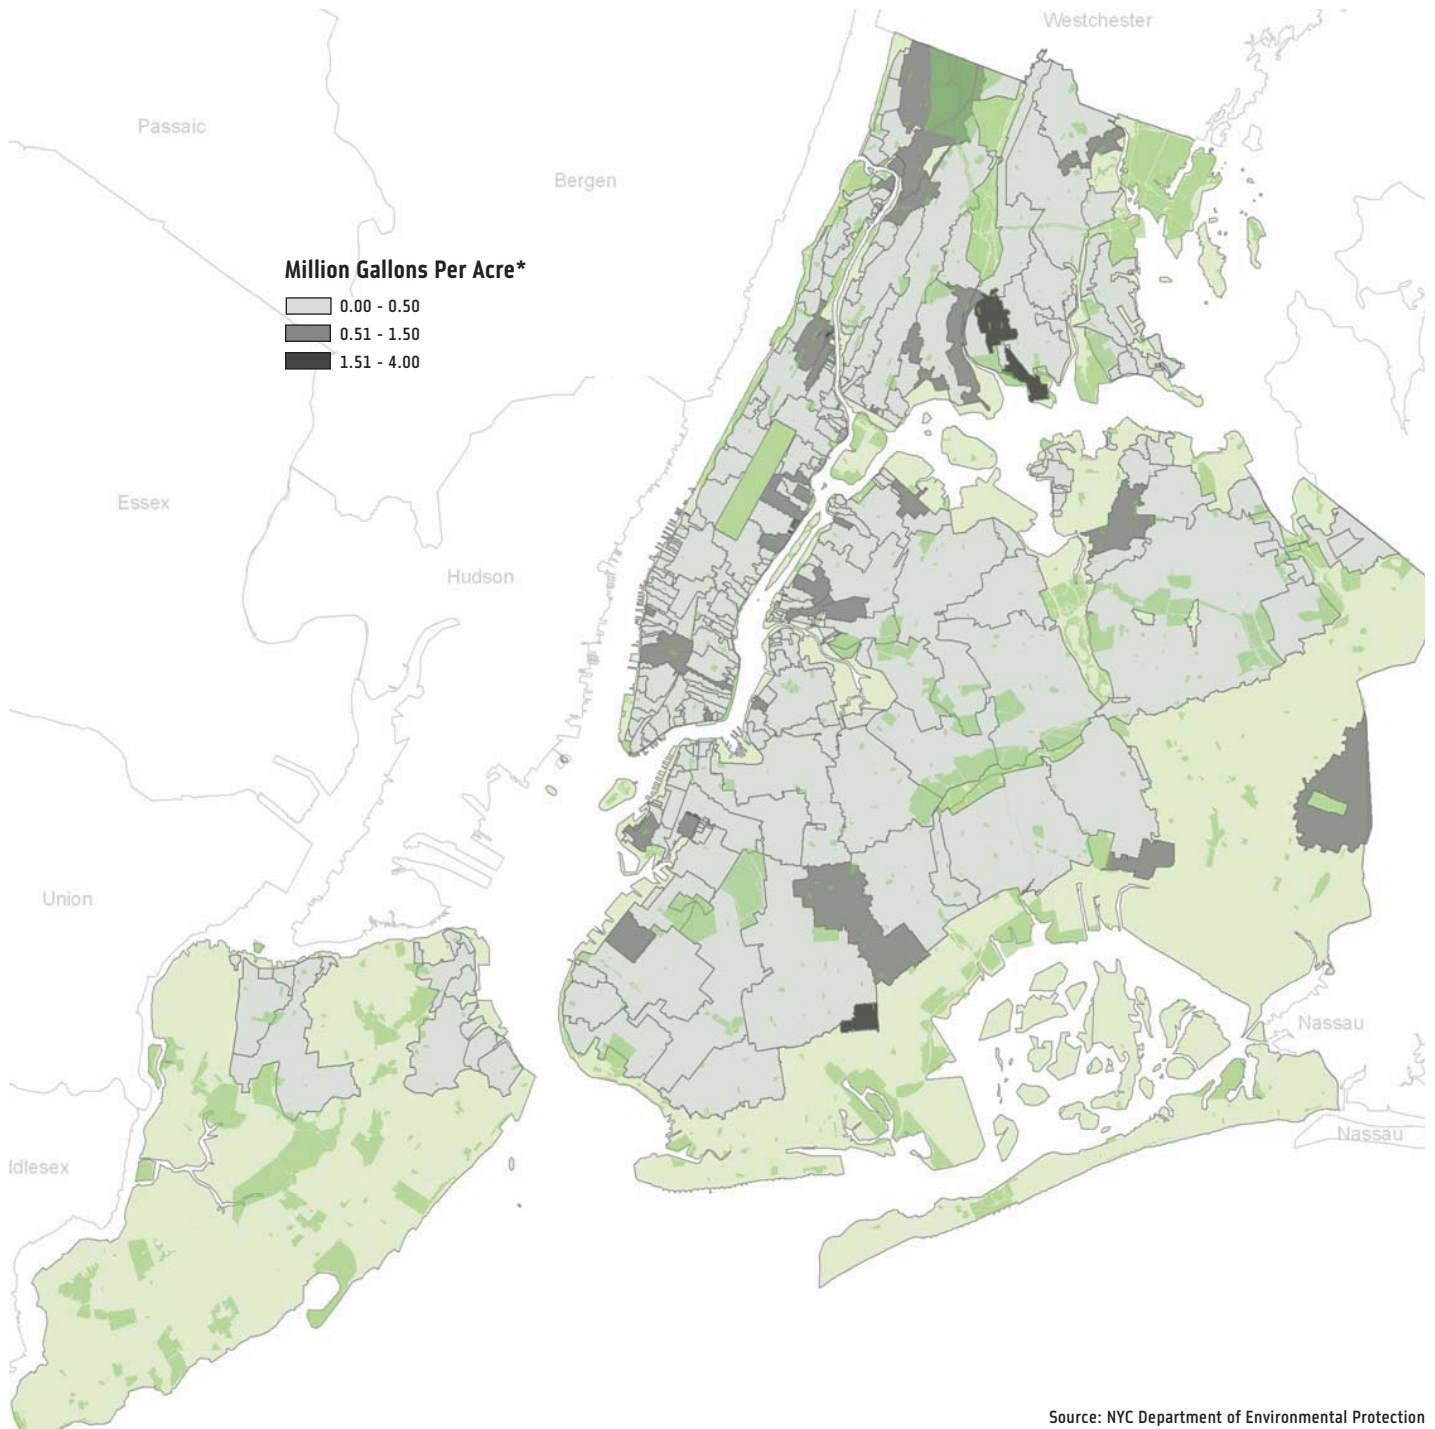 Westchester
Passaic
Bergen
Million Gallons Per Acre*
0.00 - 0.50
0.51 - 1.50
1.51 - 4.00
Essex
Hudson
Union
Nassau
Nassau
ddlesex
Source: NYC Department of Environmental Protection